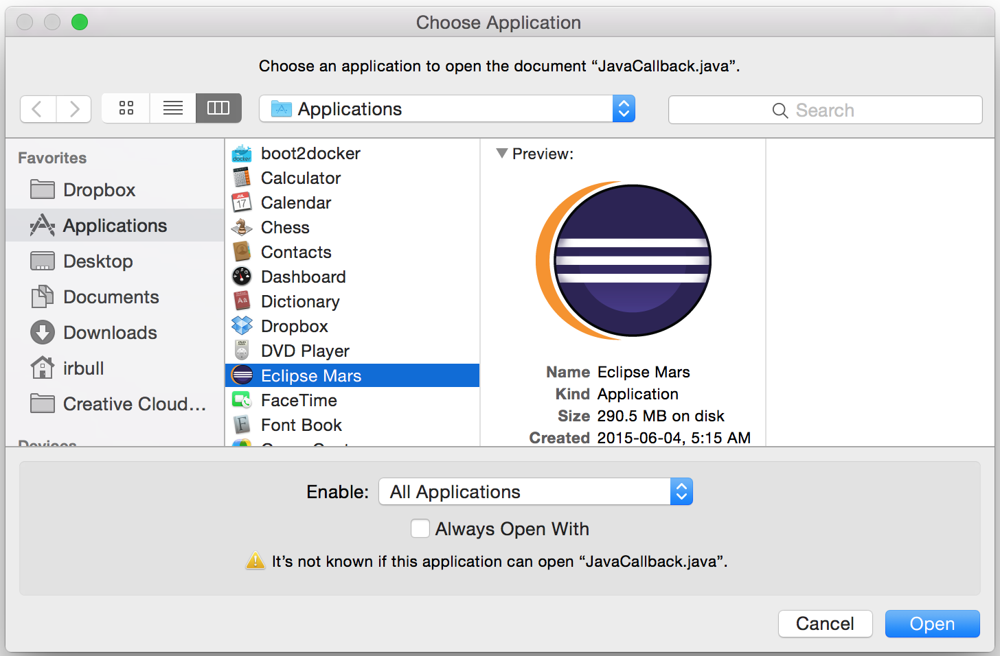 Choose Application
Choose an application to open the document “JavaCallback.java”.
Applications
Search
Favorites
Dropbox
Applications
Desktop
Documents
Downloads
irbull
Creative Cloud...
Devices
boot2docker
Calculator
Calendar
Chess
Contacts
Dashboard
Dictionary
Dropbox
DVD Player
Eclipse Mars
FaceTime
Font Book
Preview:
Name Eclipse Mars
Kind Application
Size 290.5 MB on disk
Created 2015-06-04, 5:15 AM
Enable: All Applications
Always Open With
It’s not known if this application can open “JavaCallback.java”.
Cancel
Open